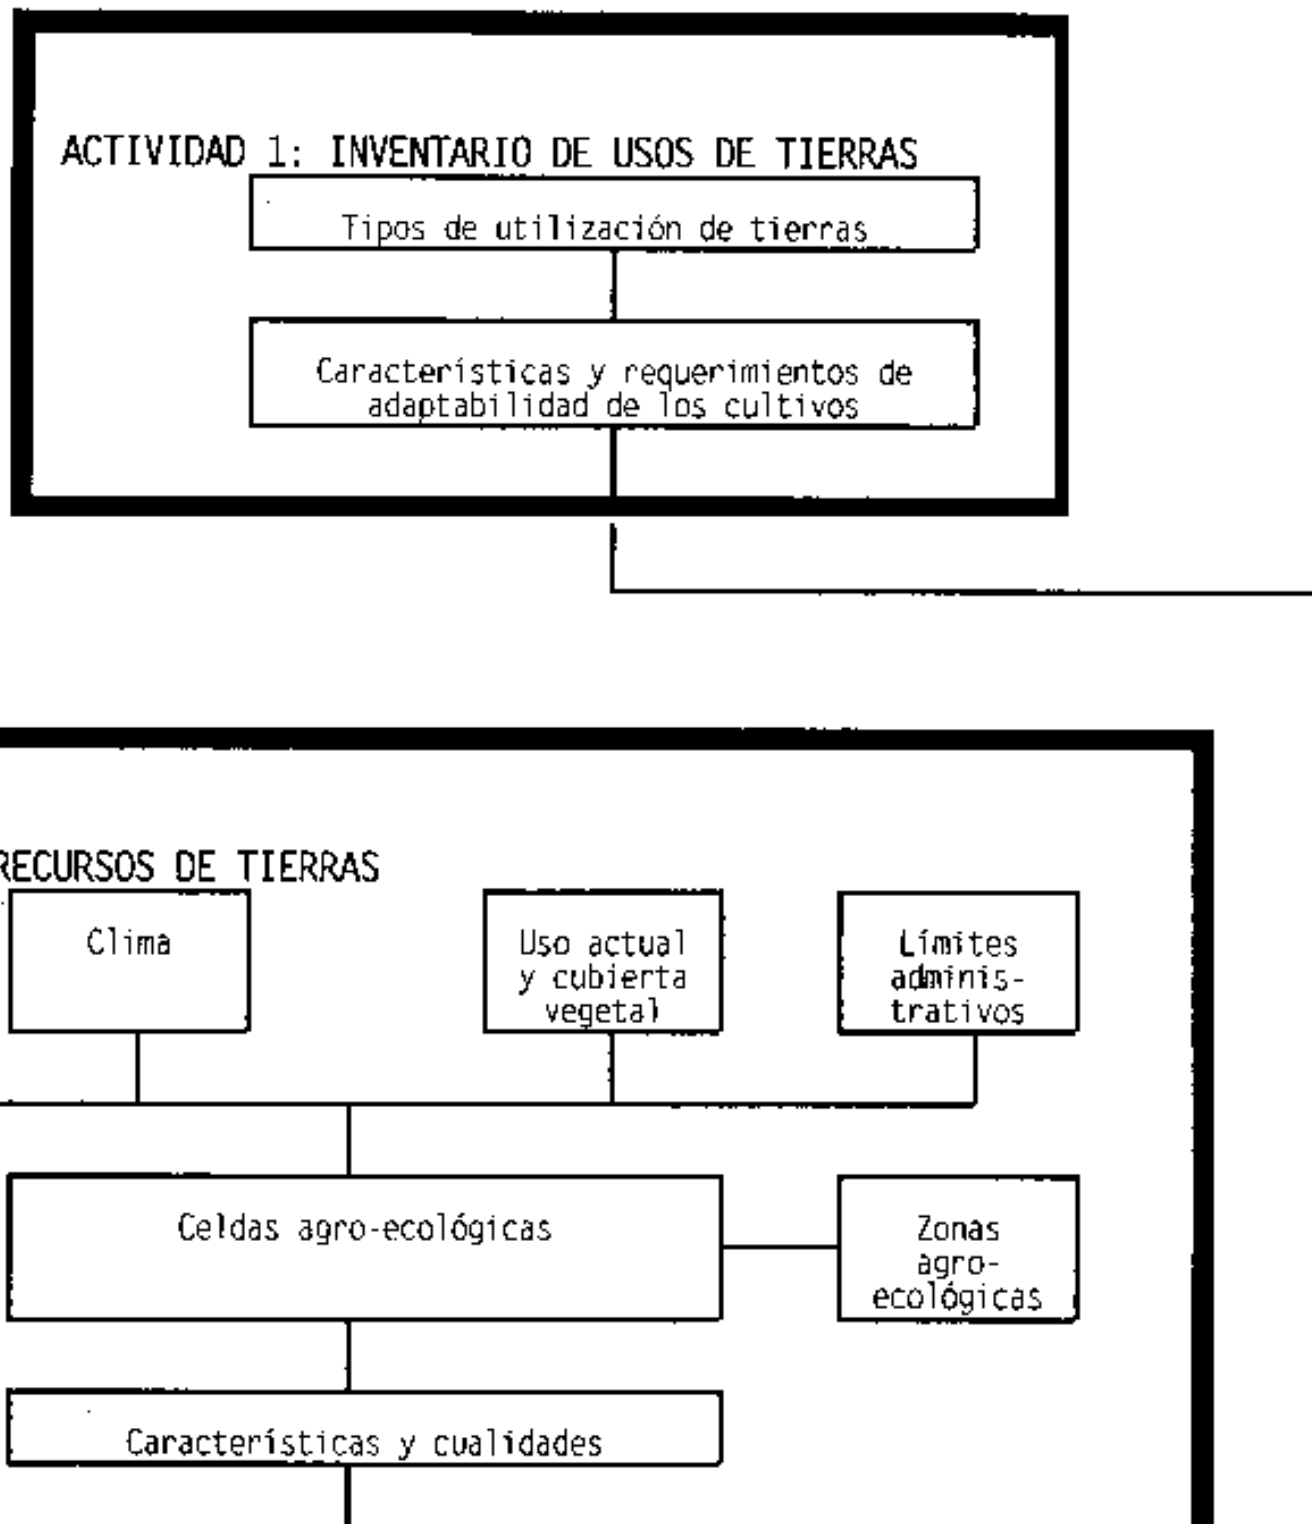 ACTIVIDAD 1: INVENTARIO DE USOS DE TIERRAS
Tipos de utilización de tierras
Características y requerimientos de
adaptabilidad de los cultivos
RECURSOS DE TIERRAS
Clima
Uso actual
y cubierta
vegetal
Límites
adminis-
trativos
Celdas agro-ecológicas
Zonas
agro-
ecológicas
Características y cualidades